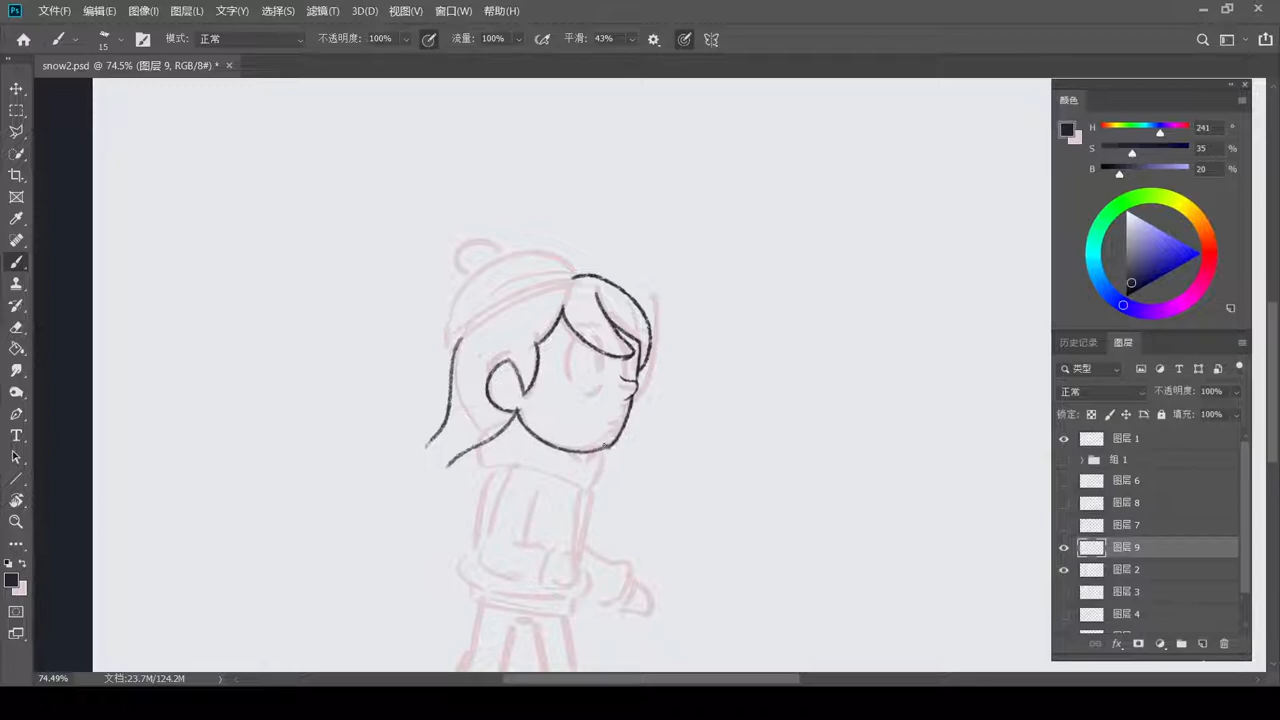 Ps 文件(F) 编辑(E) 图像(I) 图层(L) 文字(Y) 选择(S) 滤镜(T) 3D(D) 视图(V) 窗口(W) 帮助(H)
15 模式: 正常 不透明度: 100% 流量: 100% 平滑: 43%
snow2.psd @ 74.5% (图层 9, RGB/8#) * ×
颜色
H 241 °
S 35 %
B 20 %
历史记录 图层
类型
正常 不透明度: 100%
锁定: 填充: 100%
图层 1
组 1
图层 6
图层 8
图层 7
图层 9
图层 2
图层 3
图层 4
fx
T
74.49% 文档:23.7M/124.2M